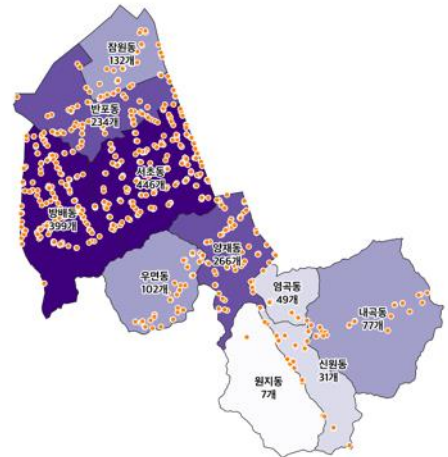 잠원동
132개
반포동
234개
서초동
446개
방배동
399개
양재동
266개
우면동
102개
염곡동
49개
내곡동
77개
신원동
31개
원지동
7개